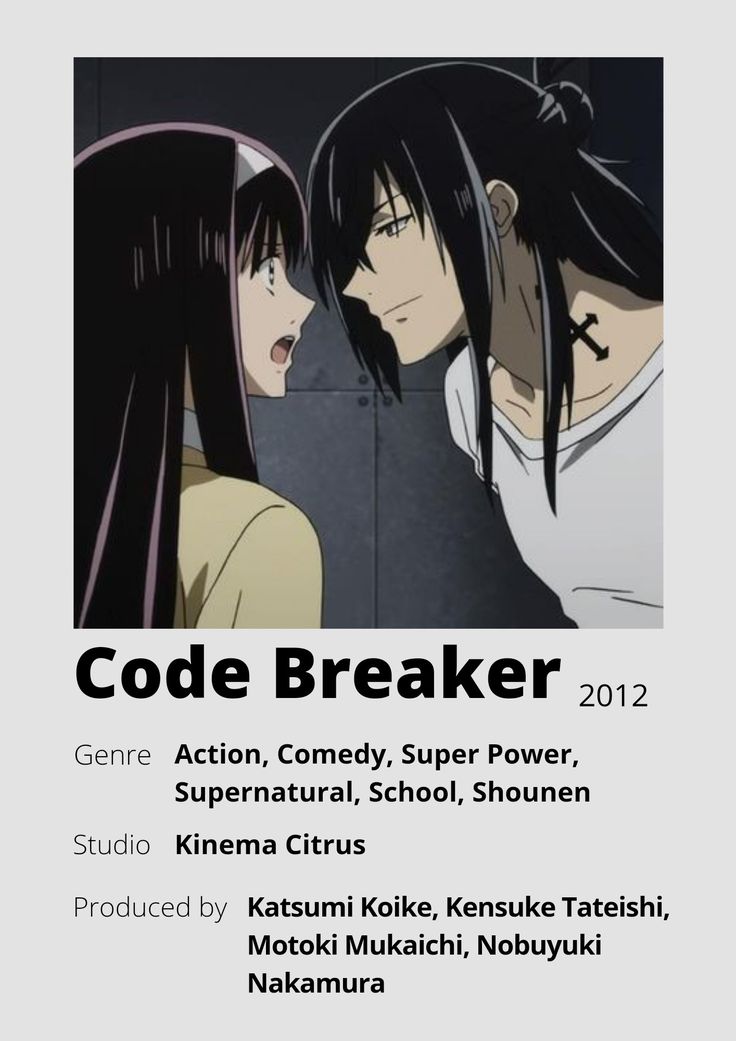 Code Breaker 2012
Genre Action, Comedy, Super Power,
Supernatural, School, Shounen
Studio Kinema Citrus
Produced by Katsumi Koike, Kensuke Tateishi,
Motoki Mukaichi, Nobuyuki
Nakamura